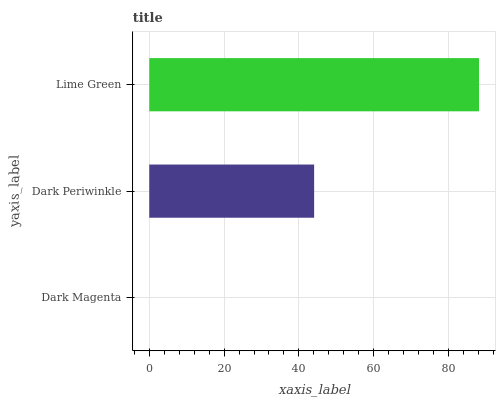 title
Lime Green
Dark Periwinkle
Dark Magenta
yaxis_label
0 20 40 60 80
xaxis_label